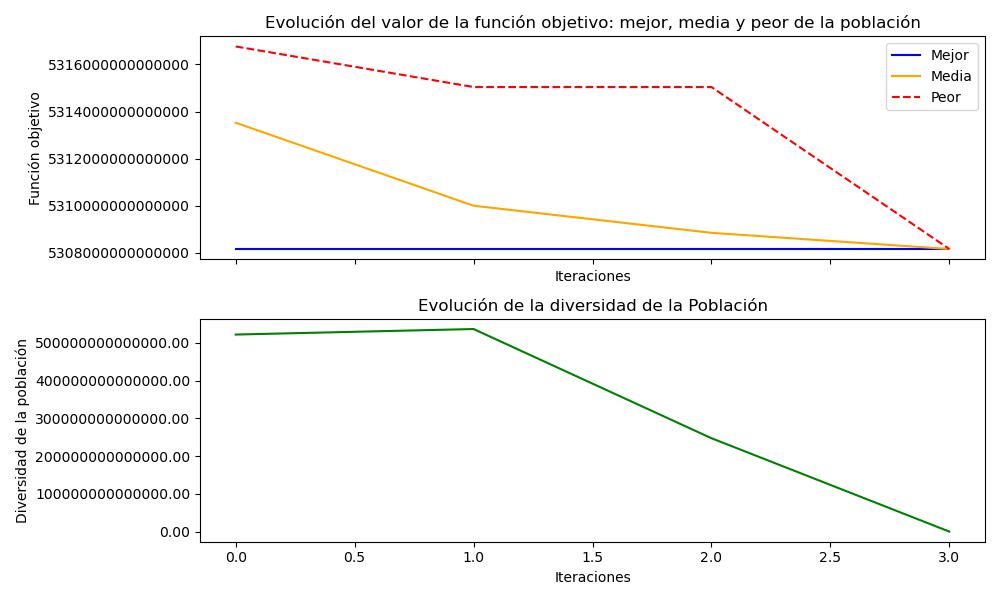 Evolución del valor de la función objetivo: mejor, media y peor de la población
Función objetivo
5316000000000000
5314000000000000
5312000000000000
5310000000000000
5308000000000000
Mejor
Media
Peor
Iteraciones
Evolución de la diversidad de la Población
Diversidad de la población
500000000000000.00
400000000000000.00
300000000000000.00
200000000000000.00
100000000000000.00
0.00
0.0 0.5 1.0 1.5 2.0 2.5 3.0
Iteraciones